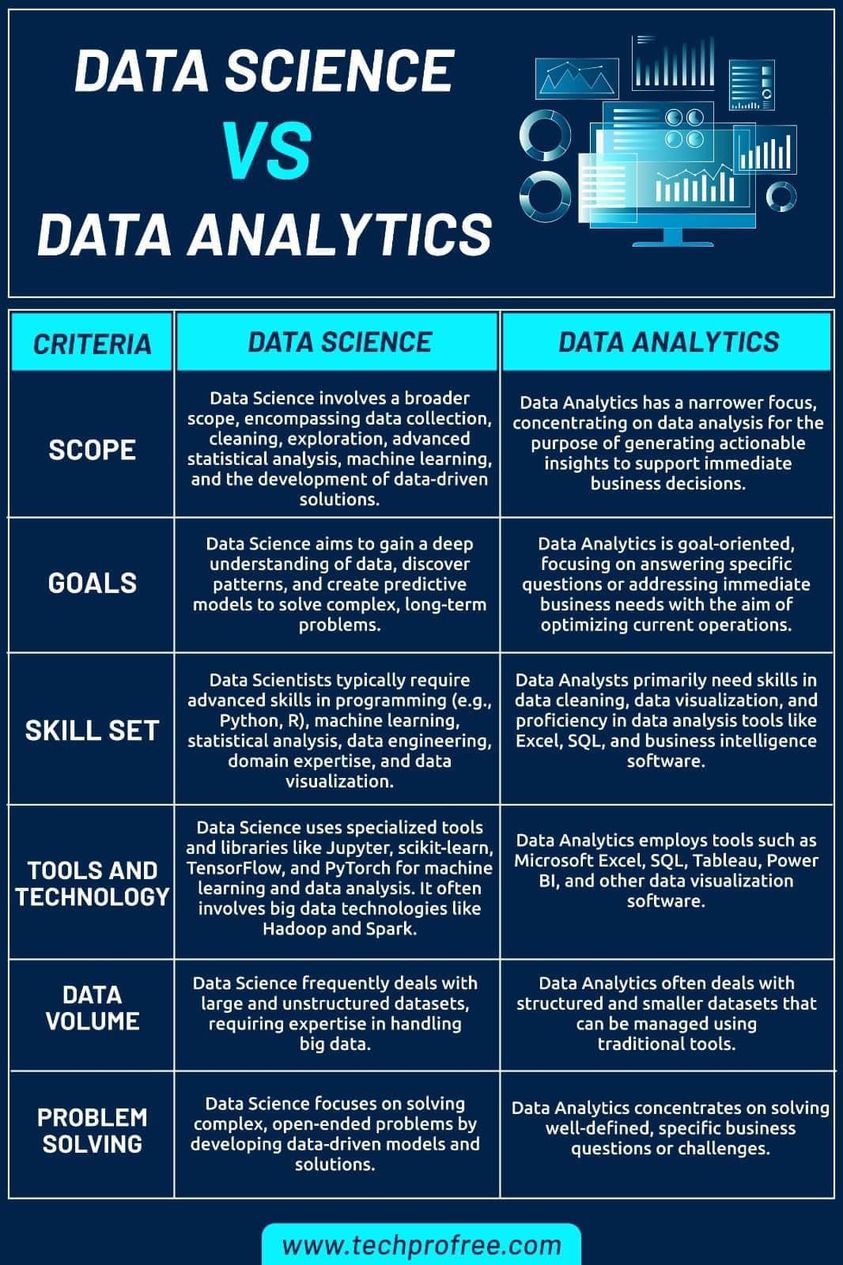 DATA SCIENCE
VS
DATA ANALYTICS
CRITERIA
DATA SCIENCE
DATA ANALYTICS
SCOPE
Data Science involves a broader
scope, encompassing data collection,
cleaning, exploration, advanced
statistical analysis, machine learning,
and the development of data-driven
solutions.
Data Analytics has a narrower focus,
concentrating on data analysis for the
purpose of generating actionable
insights to support immediate
business decisions.
GOALS
Data Science aims to gain a deep
understanding of data, discover
patterns, and create predictive
models to solve complex, long-term
problems.
Data Analytics is goal-oriented,
focusing on answering specific
questions or addressing immediate
business needs with the aim of
optimizing current operations.
SKILL SET
Data Scientists typically require
advanced skills in programming (e.g.,
Python, R), machine learning,
statistical analysis, data engineering,
domain expertise, and data
visualization.
Data Analysts primarily need skills in
data cleaning, data visualization, and
proficiency in data analysis tools like
Excel, SQL, and business intelligence
software.
TOOLS AND
TECHNOLOGY
Data Science uses specialized tools
and libraries like Jupyter, scikit-learn,
TensorFlow, and PyTorch for machine
learning and data analysis. It often
involves big data technologies like
Hadoop and Spark.
Data Analytics employs tools such as
Microsoft Excel, SQL, Tableau, Power
BI, and other data visualization
software.
DATA
VOLUME
Data Science frequently deals with
large and unstructured datasets,
requiring expertise in handling
big data.
Data Analytics often deals with
structured and smaller datasets that
can be managed using
traditional tools.
PROBLEM
SOLVING
Data Science focuses on solving
complex, open-ended problems by
developing data-driven models and
solutions.
Data Analytics concentrates on solving
well-defined, specific business
questions or challenges.
www.techprofree.com